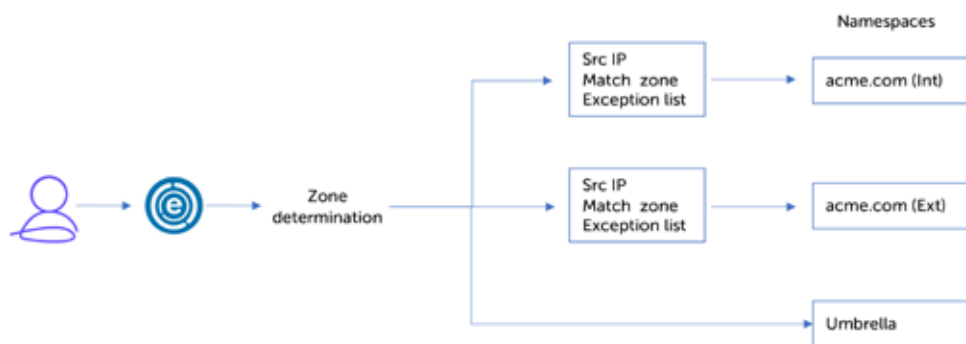 Namespaces
Src IP
Match zone
Exception list
acme.com (Int)
e
Zone
determination
Src IP
Match zone
Exception list
acme.com (Ext)
Umbrella